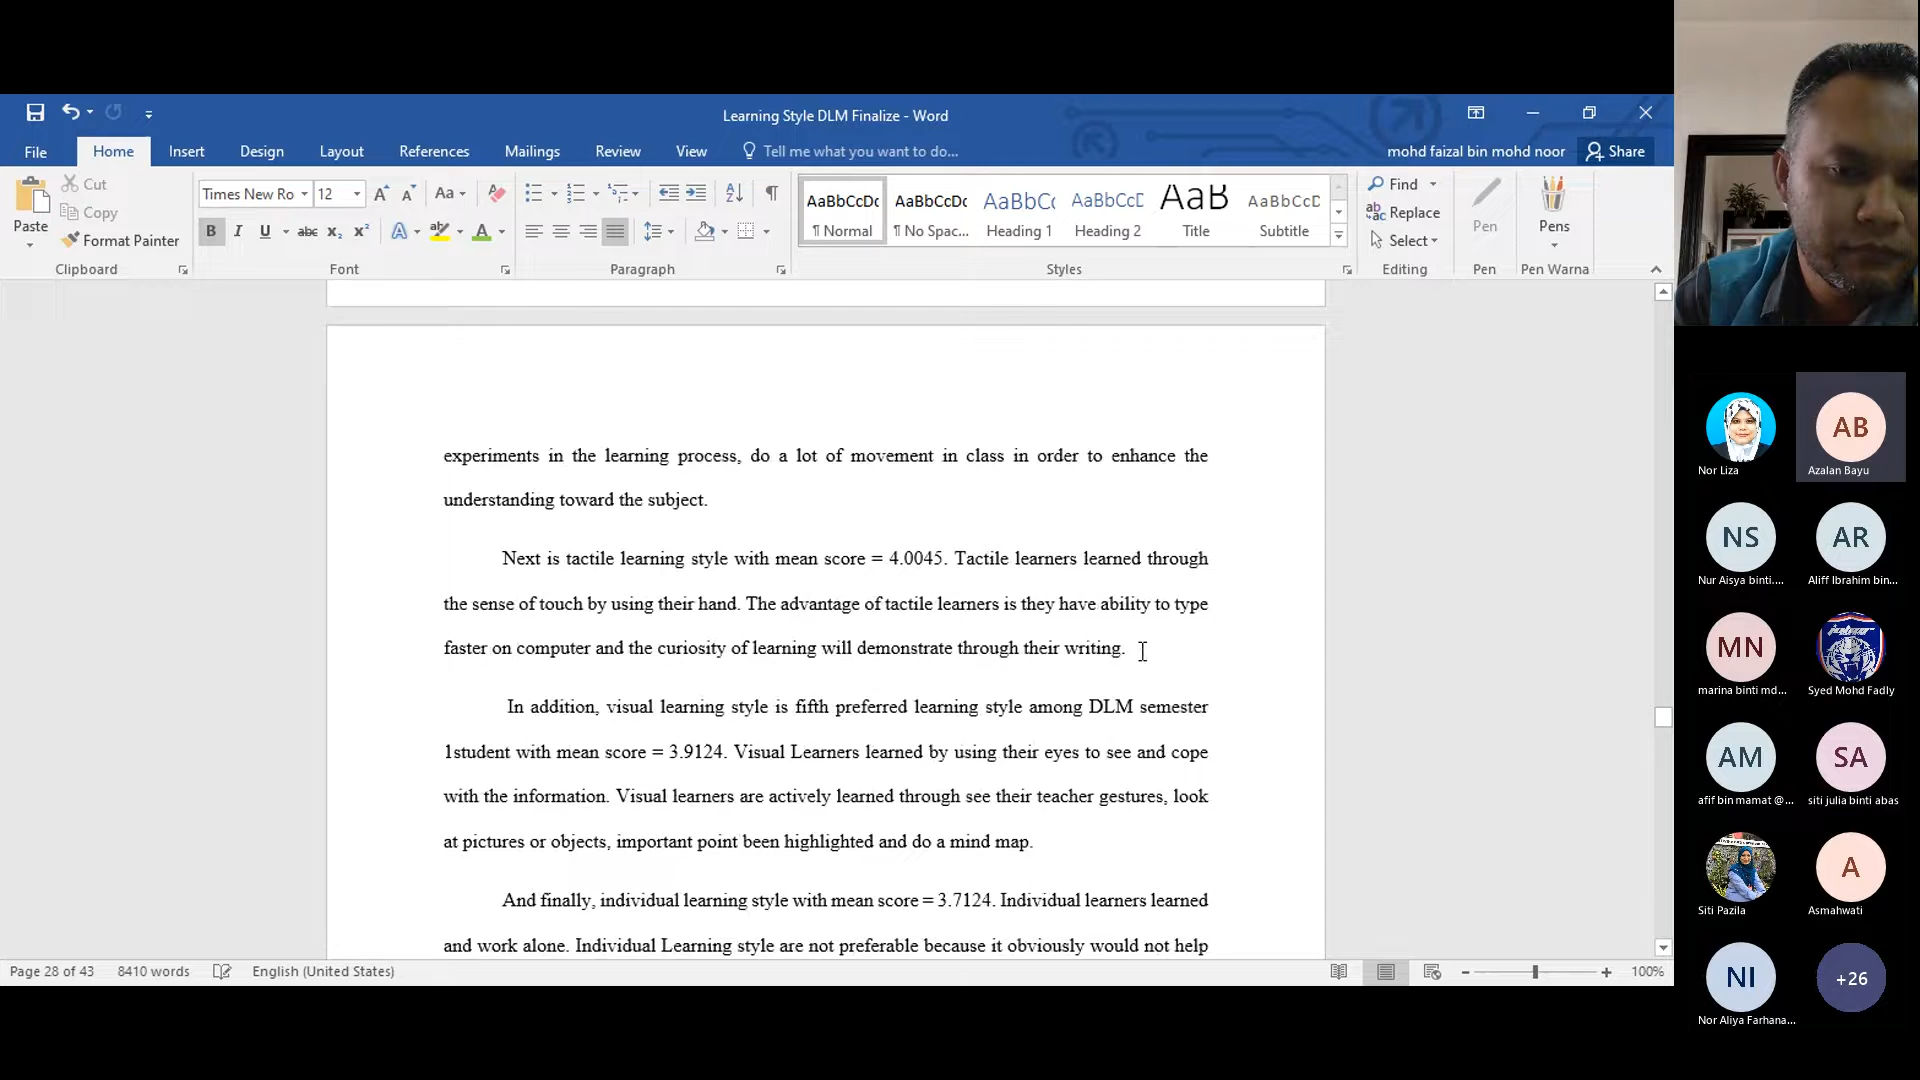 Learning Style DLM Finalize - Word
File
Home
Insert
Design
Layout
References
Mailings
Review
View
Tell me what you want to do...
mohd faizal bin mohd noor
Share
Paste
Cut
Copy
Format Painter
Clipboard
Times New Ro
12
Aa
B I U abc x₂ x²
Font
Paragraph
AaBbCcDc
¶ Normal
AaBbCcDc
¶ No Spac...
AaBbCc
Heading 1
AaBbCcD
Heading 2
AaB
Title
AaBbCcD
Subtitle
Styles
Find
Replace
Select
Editing
Pen
Pen
Pens
Pen Warna
experiments in the learning process, do a lot of movement in class in order to enhance the
understanding toward the subject.
Next is tactile learning style with mean score = 4.0045. Tactile learners learned through
the sense of touch by using their hand. The advantage of tactile learners is they have ability to type
faster on computer and the curiosity of learning will demonstrate through their writing.
In addition, visual learning style is fifth preferred learning style among DLM semester
1student with mean score = 3.9124. Visual Learners learned by using their eyes to see and cope
with the information. Visual learners are actively learned through see their teacher gestures, look
at pictures or objects, important point been highlighted and do a mind map.
And finally, individual learning style with mean score = 3.7124. Individual learners learned
and work alone. Individual Learning style are not preferable because it obviously would not help
Page 28 of 43
8410 words
English (United States)
100%
Nor Liza
AB
Azalan Bayu
NS
Nur Aisya binti....
AR
Aliff Ibrahim bin...
MN
marina binti md...
Syed Mohd Fadly
AM
afif bin mamat @...
SA
siti julia binti abas
Siti Pazila
A
Asmahwati
NI
Nor Aliya Farhana...
+26